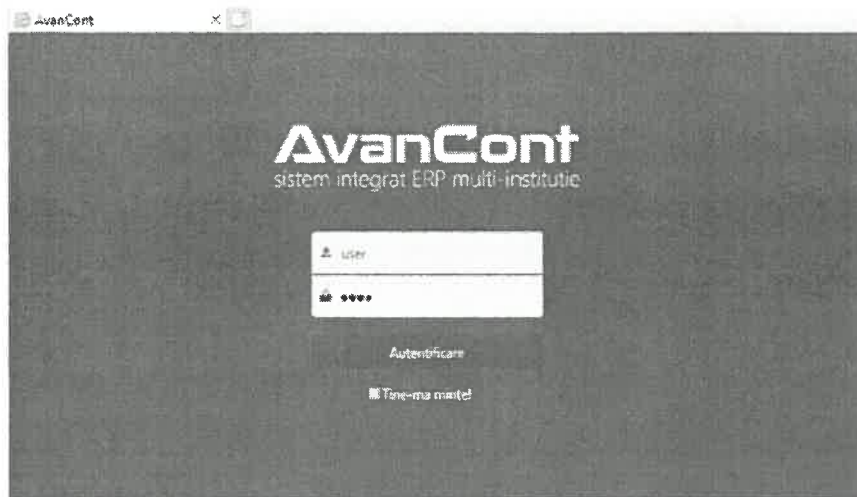 AvanCont
AvanCont
sistem integrat ERP multi-institutie
user
••••
Autentificare
Tine-ma minte!